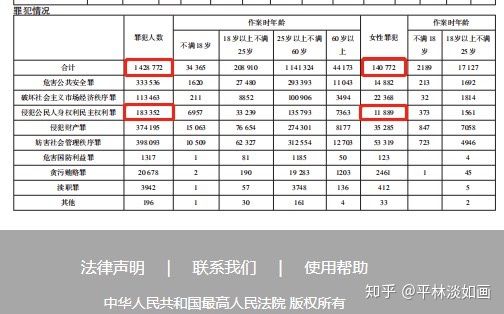 罪犯情况
罪犯人数 作案时年龄 女性罪犯 作案时年龄
不满18岁 18岁以上不满25岁 25岁以上不满60岁 60岁以上 不满18岁 18岁以上不满25岁
合计 1 428 772 34 365 208 910 1 141 324 44 173 140 772 2189 17 127
危害公共安全罪 333 536 1620 27 480 293 393 11 043 14 882 213 1692
破坏社会主义市场经济秩序罪 113 463 211 8852 100 906 3494 22 368 32 1814
侵犯公民人身权利民主权利罪 183 352 6957 33 239 135 793 7363 11 889 373 1561
侵犯财产罪 374 195 15 063 76 654 274 301 8177 35 285 847 7058
妨害社会管理秩序罪 398 093 10 509 62 327 312 554 12 703 53 319 723 4946
危害国防利益罪 1317 1 81 1185 50 123 4
贪污贿赂罪 20 678 2 190 19 283 1203 2461 1 45
渎职罪 3942 1 57 3748 136 412 5
其他 196 1 30 161 4 33 2
法律声明 | 联系我们 | 使用帮助
中华人民共和国最高人民法院 版权所有
知乎 @平林淡如画